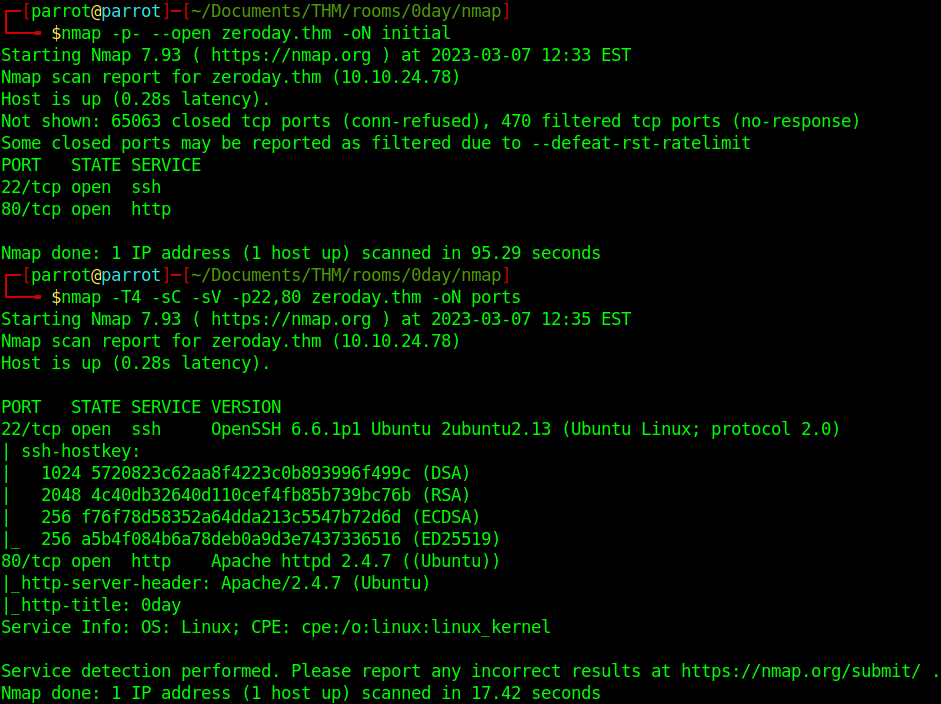 ┌─[parrot@parrot]─[~/Documents/THM/rooms/0day/nmap]
└──╼ $nmap -p- --open zeroday.thm -oN initial
Starting Nmap 7.93 ( https://nmap.org ) at 2023-03-07 12:33 EST
Nmap scan report for zeroday.thm (10.10.24.78)
Host is up (0.28s latency).
Not shown: 65063 closed tcp ports (conn-refused), 470 filtered tcp ports (no-response)
Some closed ports may be reported as filtered due to --defeat-rst-ratelimit
PORT   STATE SERVICE
22/tcp open  ssh
80/tcp open  http

Nmap done: 1 IP address (1 host up) scanned in 95.29 seconds
┌─[parrot@parrot]─[~/Documents/THM/rooms/0day/nmap]
└──╼ $nmap -T4 -sC -sV -p22,80 zeroday.thm -oN ports
Starting Nmap 7.93 ( https://nmap.org ) at 2023-03-07 12:35 EST
Nmap scan report for zeroday.thm (10.10.24.78)
Host is up (0.28s latency).

PORT   STATE SERVICE VERSION
22/tcp open  ssh     OpenSSH 6.6.1p1 Ubuntu 2ubuntu2.13 (Ubuntu Linux; protocol 2.0)
| ssh-hostkey:
|   1024 5720823c62aa8f4223c0b893996f499c (DSA)
|   2048 4c40db32640d110cef4fb85b739bc76b (RSA)
|   256 f76f78d58352a64dda213c5547b72d6d (ECDSA)
|_  256 a5b4f084b6a78deb0a9d3e7437336516 (ED25519)
80/tcp open  http    Apache httpd 2.4.7 ((Ubuntu))
|_http-server-header: Apache/2.4.7 (Ubuntu)
|_http-title: 0day
Service Info: OS: Linux; CPE: cpe:/o:linux:linux_kernel

Service detection performed. Please report any incorrect results at https://nmap.org/submit/ .
Nmap done: 1 IP address (1 host up) scanned in 17.42 seconds